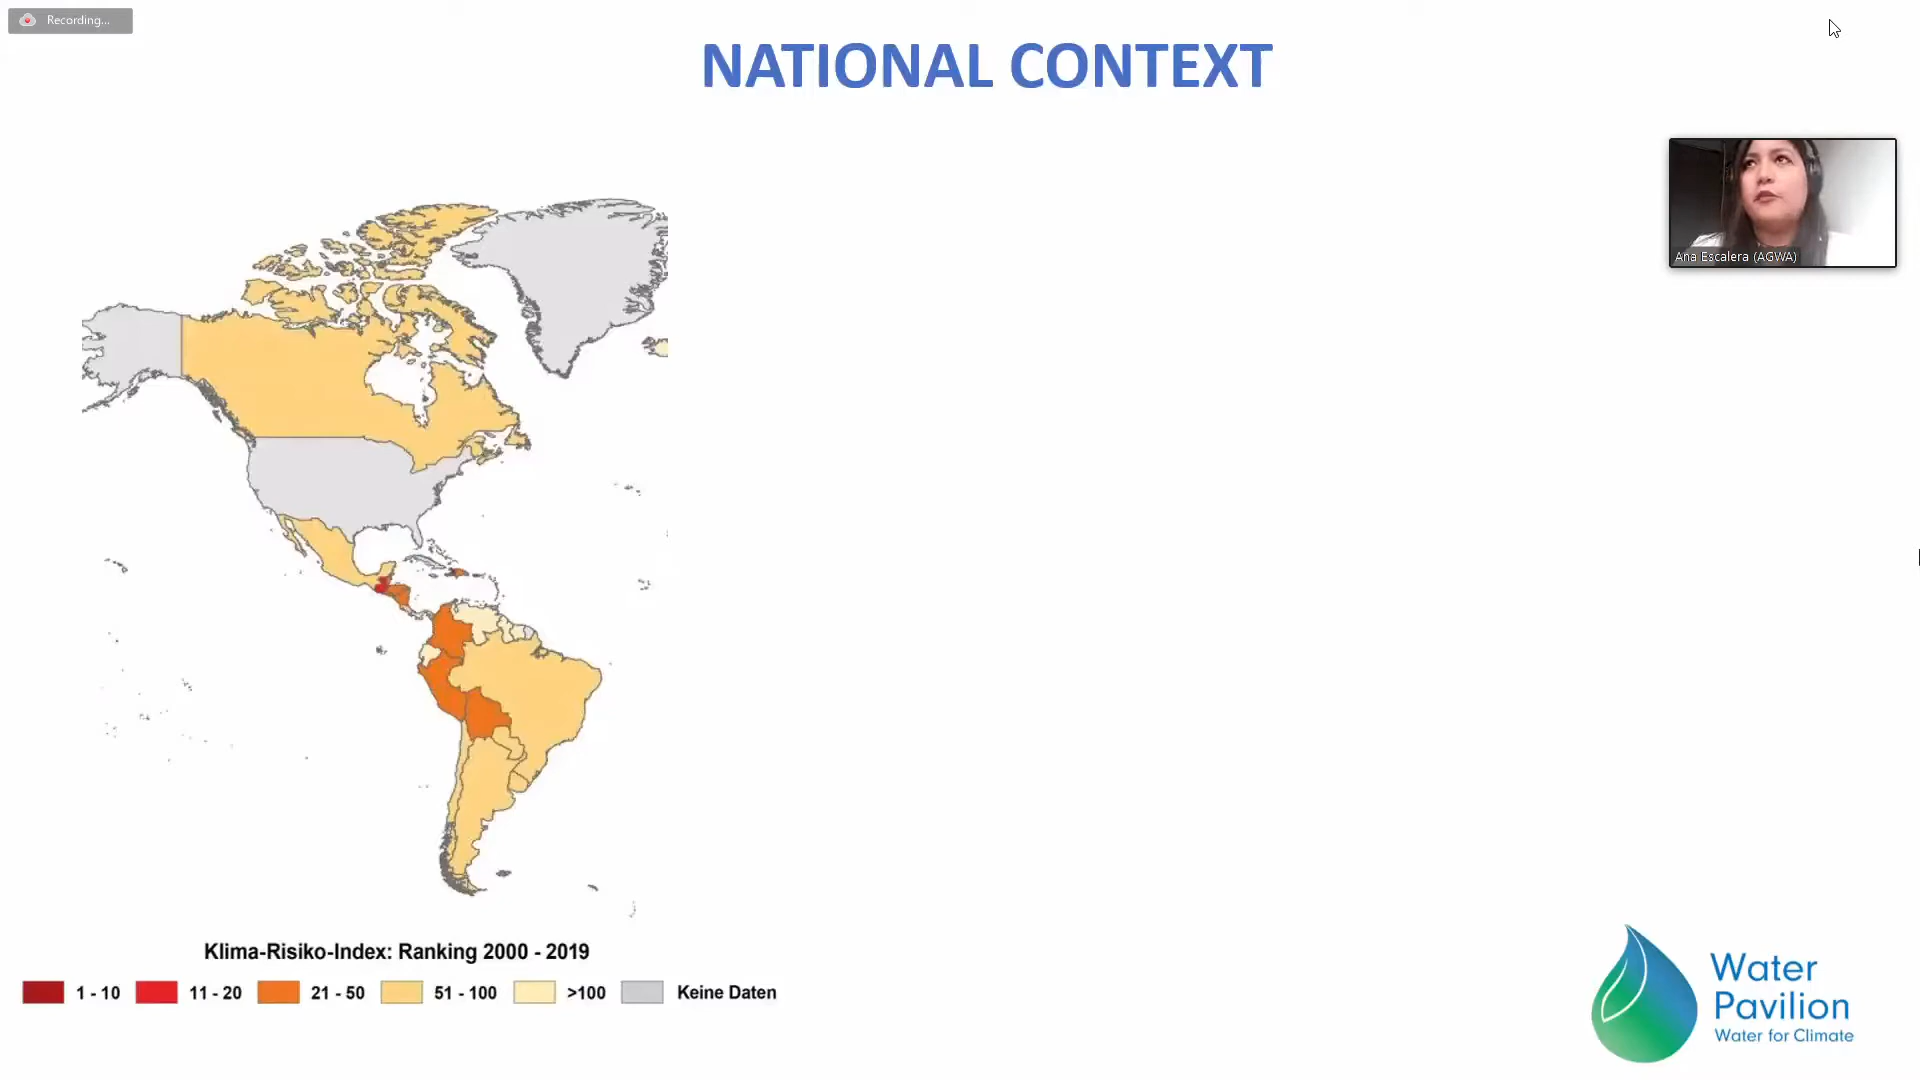 Recording...
NATIONAL CONTEXT
Ana Escalera (AGWA)
Klima-Risiko-Index: Ranking 2000 - 2019
1 - 10 11 - 20 21 - 50 51 - 100 >100 Keine Daten
Water
Pavilion
Water for Climate